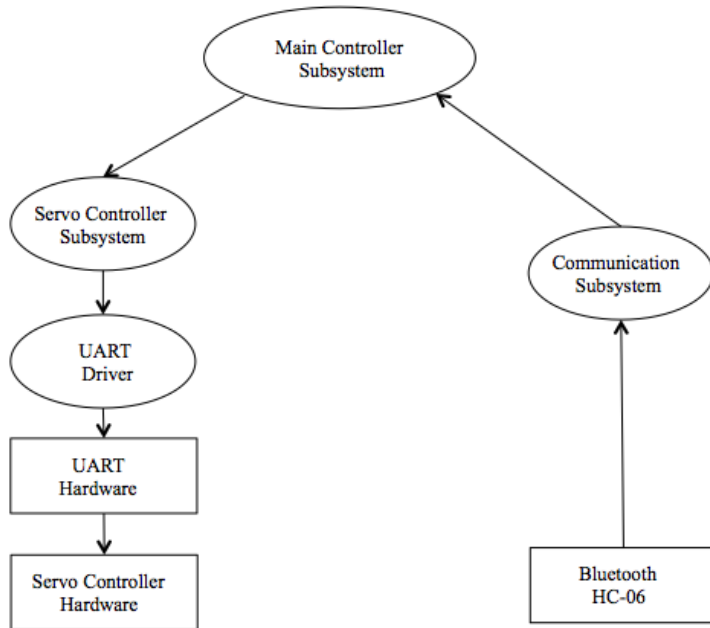 Main Controller
Subsystem
Servo Controller
Subsystem
Communication
Subsystem
UART
Driver
UART
Hardware
Servo Controller
Hardware
Bluetooth
HC-06